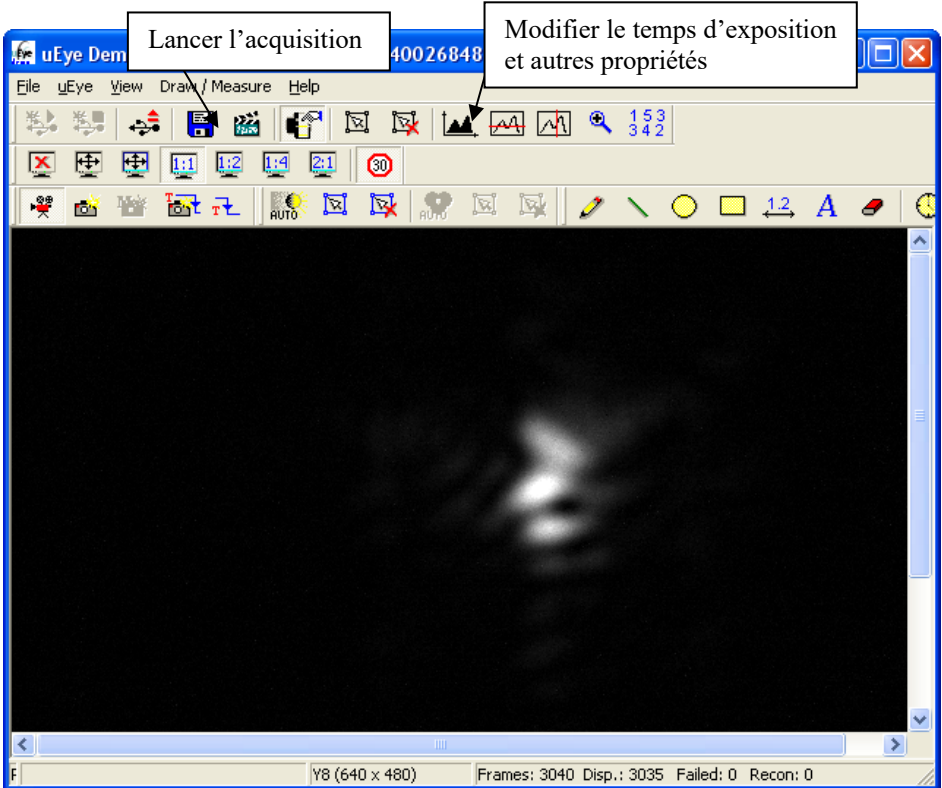 Lancer l’acquisition
Modifier le temps d’exposition
et autres propriétés
uEye Dem
40026848
File uEye View Draw / Measure Help
1 5 3
3 4 2
1:1 1:2 1:4 2:1 30
T T AUTO AUTO 1.2 A
Y8 (640 x 480) Frames: 3040 Disp.: 3035 Failed: 0 Recon: 0